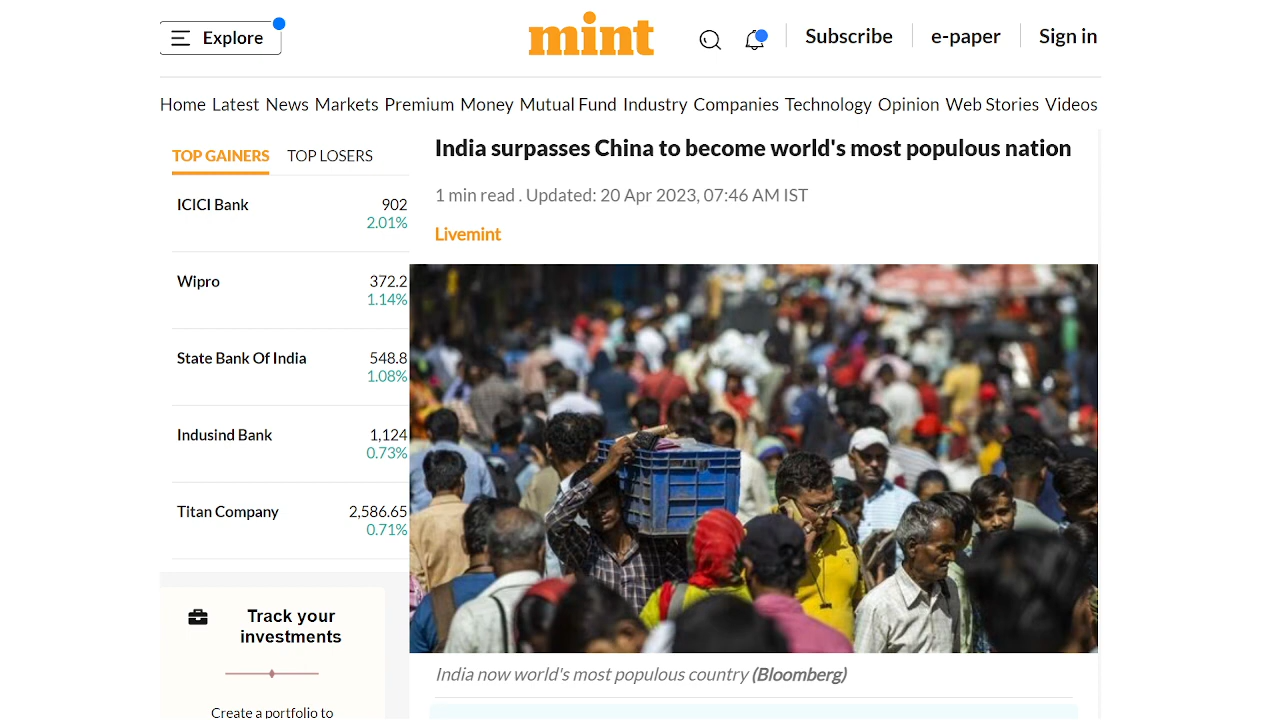 Explore
mint
Subscribe
e-paper
Sign in
Home Latest News Markets Premium Money Mutual Fund Industry Companies Technology Opinion Web Stories Videos
TOP GAINERS TOP LOSERS
ICICI Bank 902
2.01%
Wipro 372.2
1.14%
State Bank Of India 548.8
1.08%
Indusind Bank 1,124
0.73%
Titan Company 2,586.65
0.71%
Track your
investments
Create a portfolio to
India surpasses China to become world's most populous nation
1 min read . Updated: 20 Apr 2023, 07:46 AM IST
Livemint
India now world's most populous country (Bloomberg)